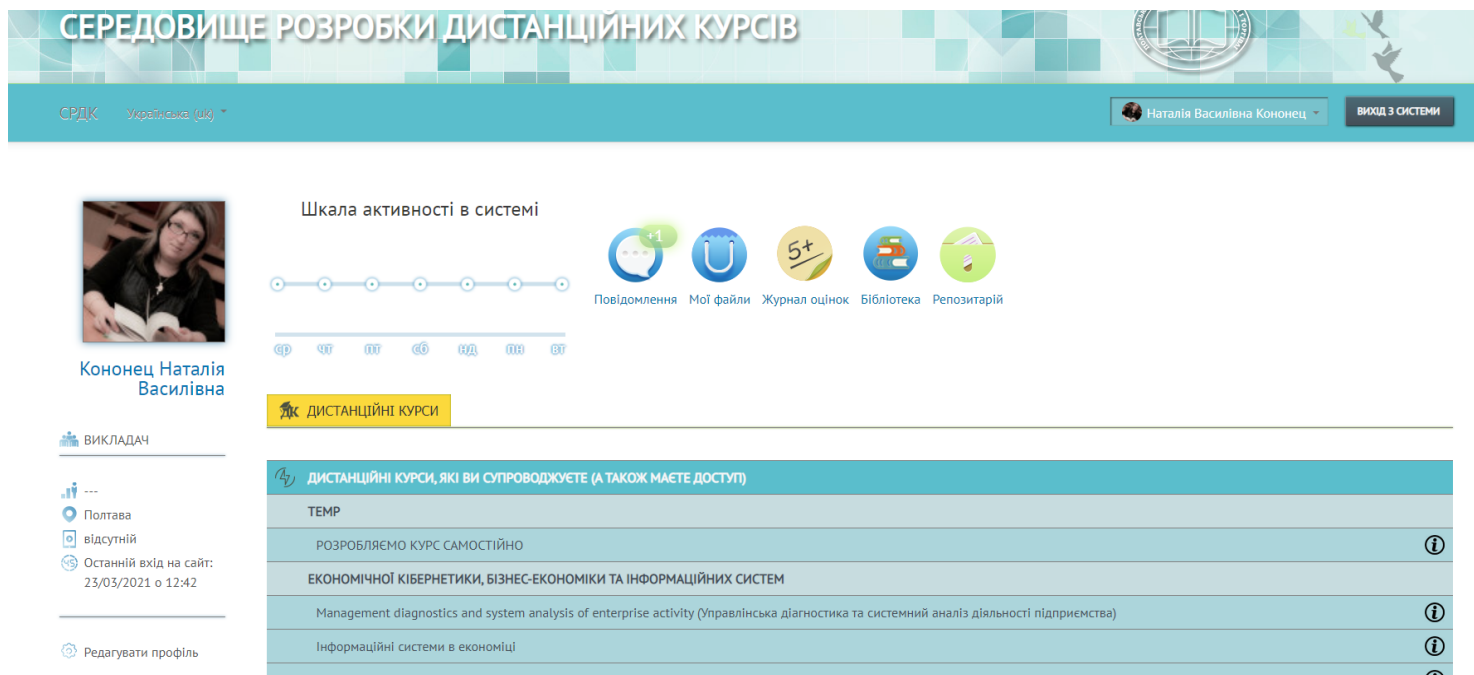 СЕРЕДОВИЩЕ РОЗРОБКИ ДИСТАНЦІЙНИХ КУРСІВ
СРДК Українська (uk)
Наталія Василівна Кононец
ВИХІД З СИСТЕМИ
Кононец Наталія
Василівна
ВИКЛАДАЧ
---
Полтава
відсутній
Останній вхід на сайт:
23/03/2021 о 12:42
Редагувати профіль
Шкала активності в системі
ср чт пт сб нд пн вт
+1
5+
Повідомлення Мої файли Журнал оцінок Бібліотека Репозитарій
ДК ДИСТАНЦІЙНІ КУРСИ
ДИСТАНЦІЙНІ КУРСИ, ЯКІ ВИ СУПРОВОДЖУЄТЕ (А ТАКОЖ МАЄТЕ ДОСТУП)
TEMP
РОЗРОБЛЯЄМО КУРС САМОСТІЙНО
ЕКОНОМІЧНОЇ КІБЕРНЕТИКИ, БІЗНЕС-ЕКОНОМІКИ ТА ІНФОРМАЦІЙНИХ СИСТЕМ
Management diagnostics and system analysis of enterprise activity (Управлінська діагностика та системний аналіз діяльності підприємства)
Інформаційні системи в економіці